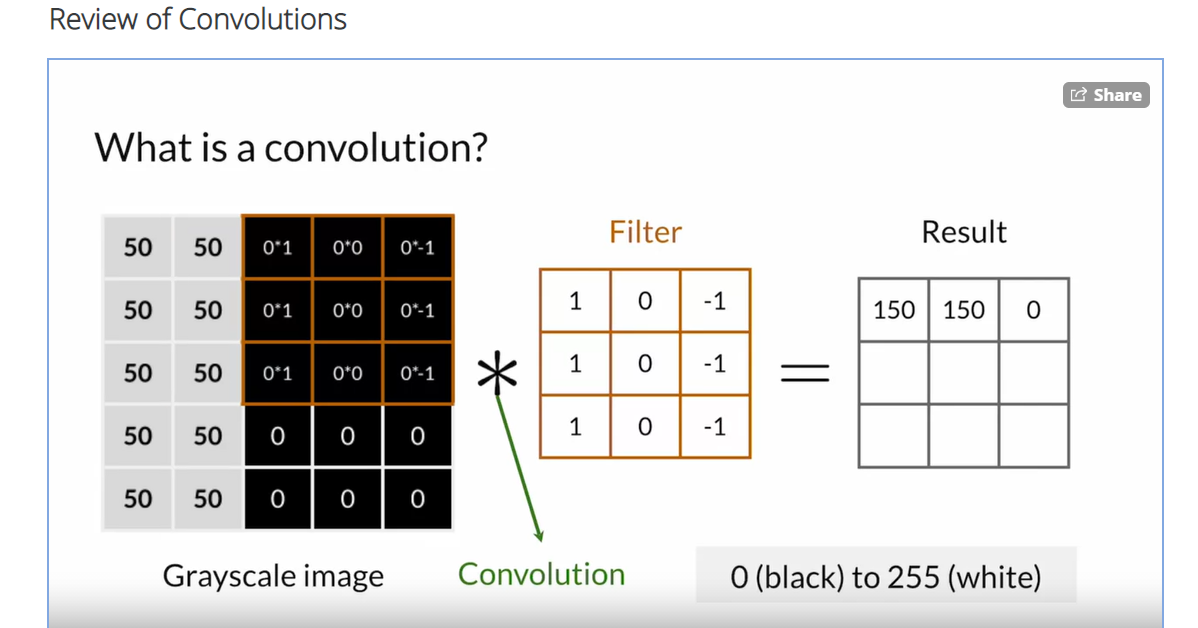 Review of Convolutions
Share
What is a convolution?
Filter
Result
50 50 0*1 0*0 0*-1
50 50 0*1 0*0 0*-1
50 50 0*1 0*0 0*-1
50 50 0 0 0
50 50 0 0 0
*
1 0 -1
1 0 -1
1 0 -1
=
150 150 0
Grayscale image
Convolution
0 (black) to 255 (white)